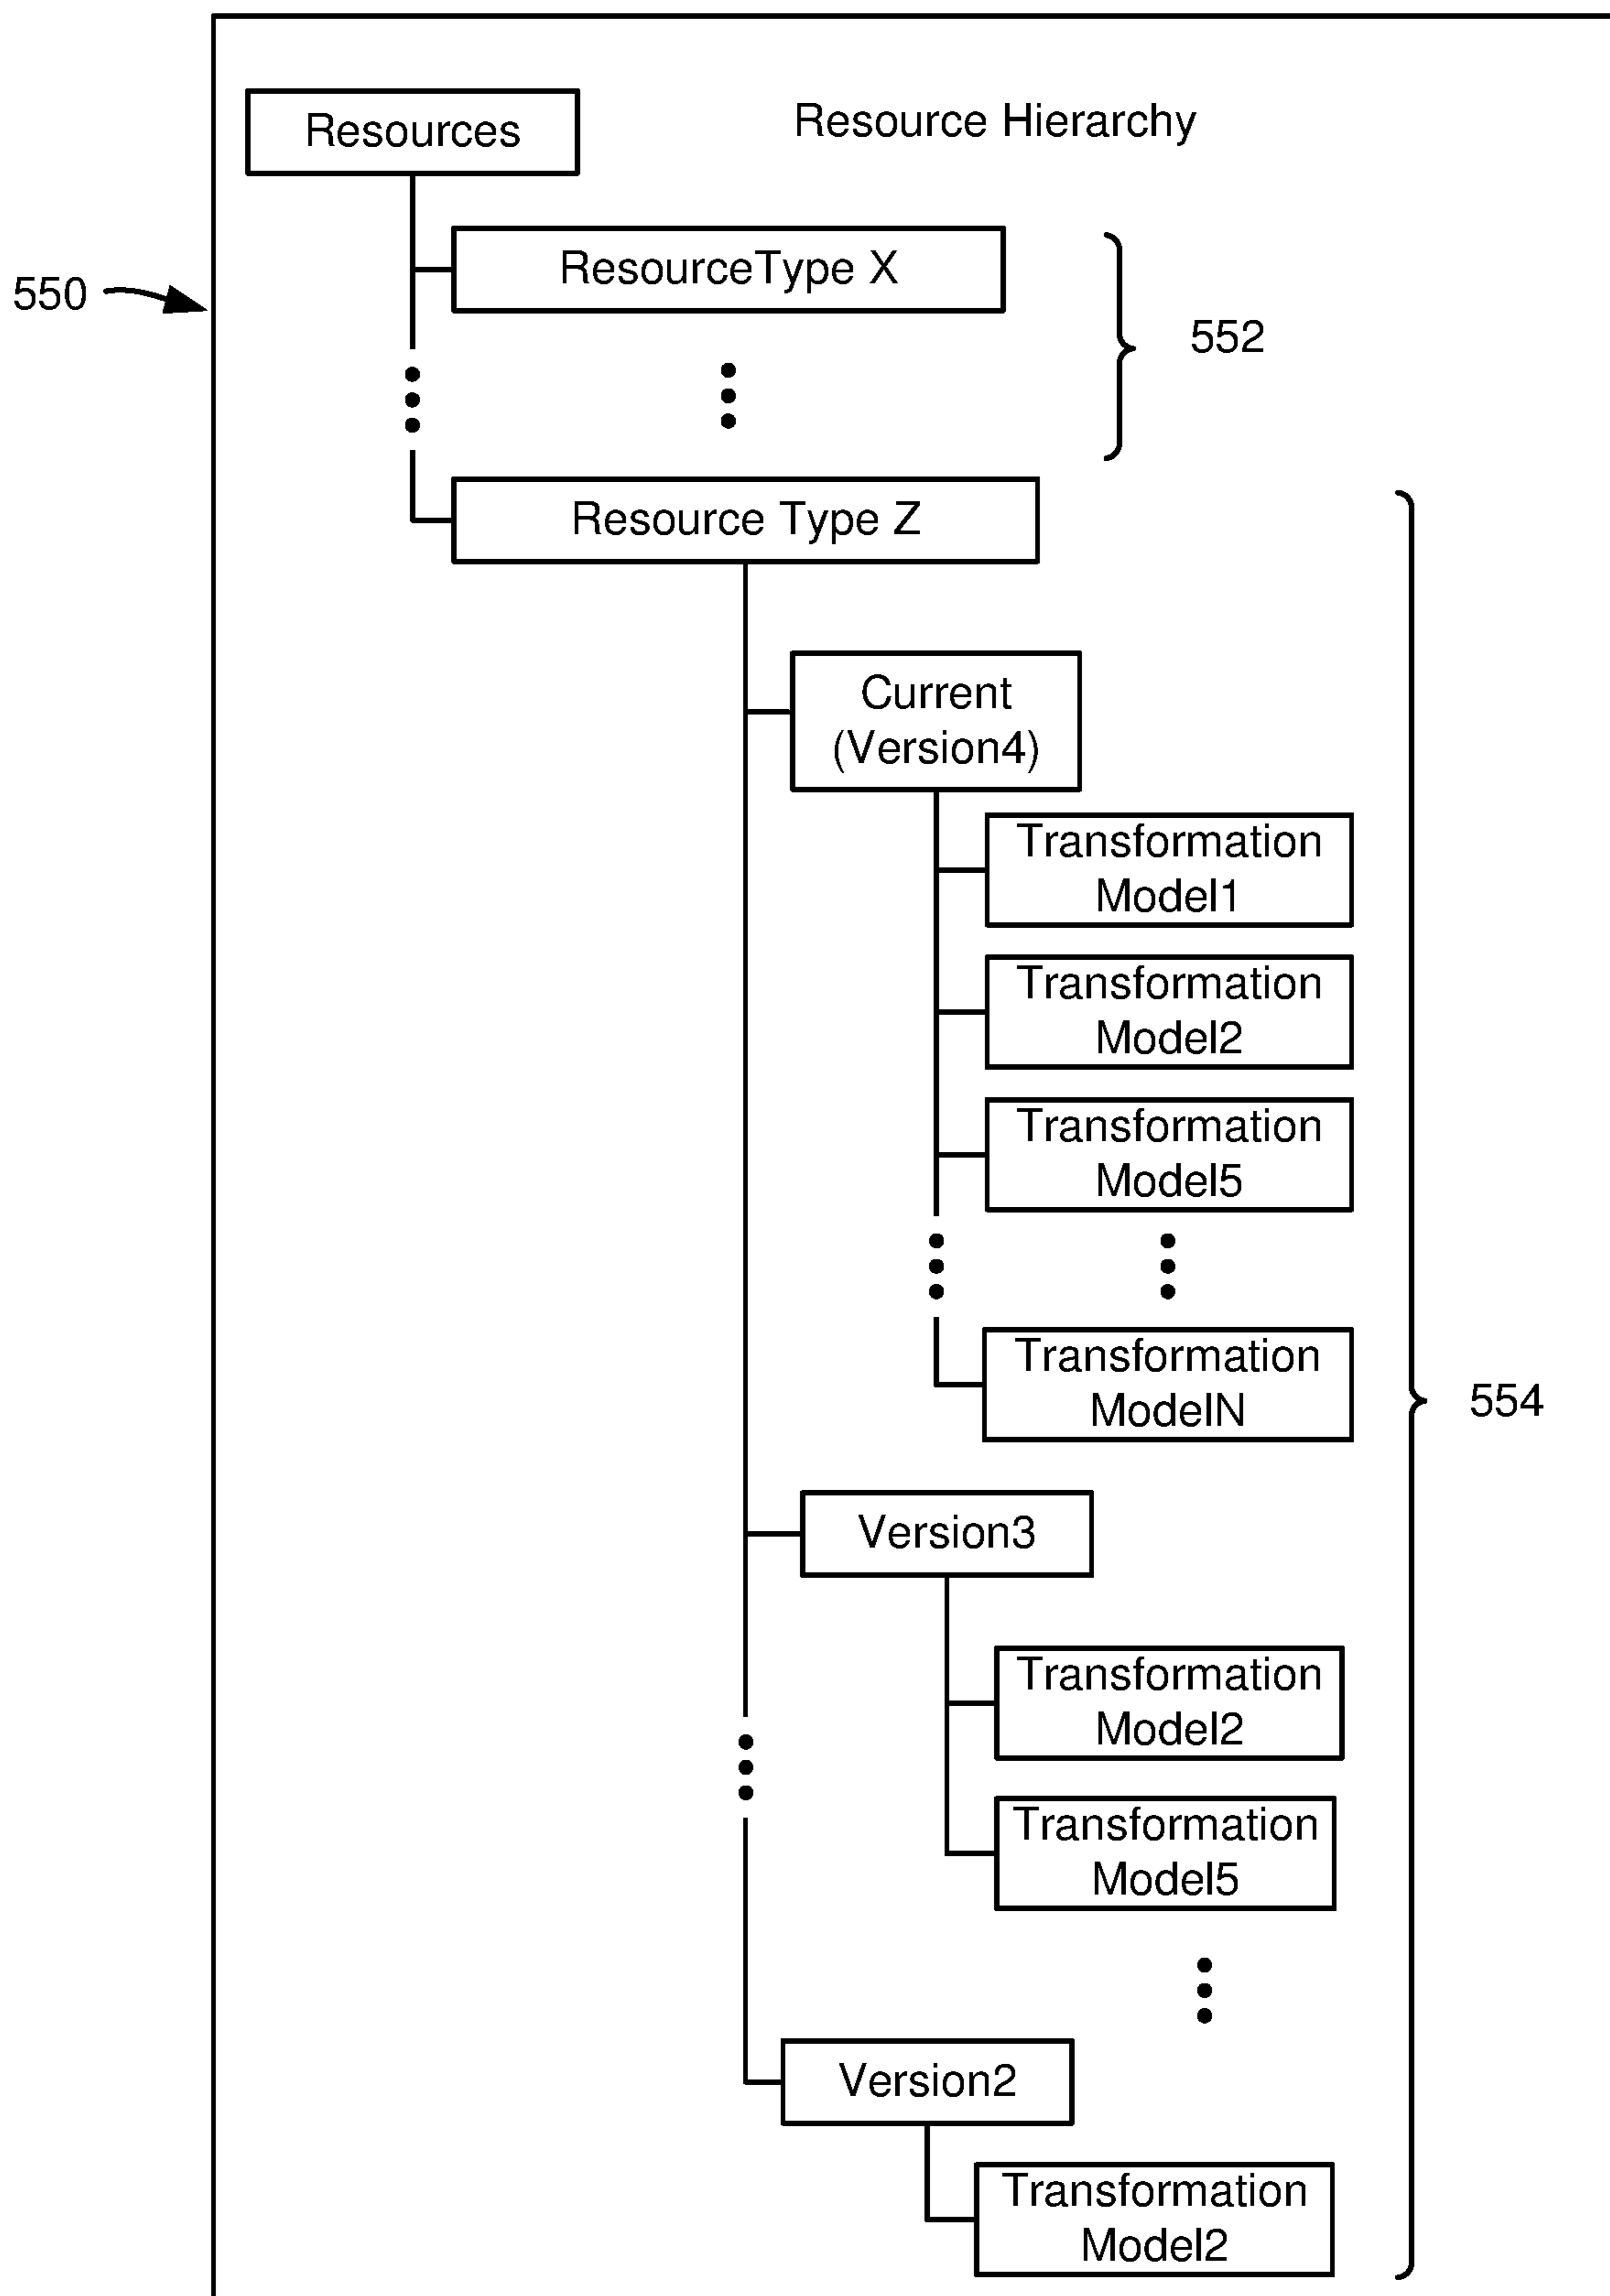 Resources
Resource Hierarchy
ResourceType X
550
552
Resource Type Z
Current
(Version4)
Transformation
Model1
Transformation
Model2
Transformation
Model5
Transformation
ModelN
554
Version3
Transformation
Model2
Transformation
Model5
Version2
Transformation
Model2